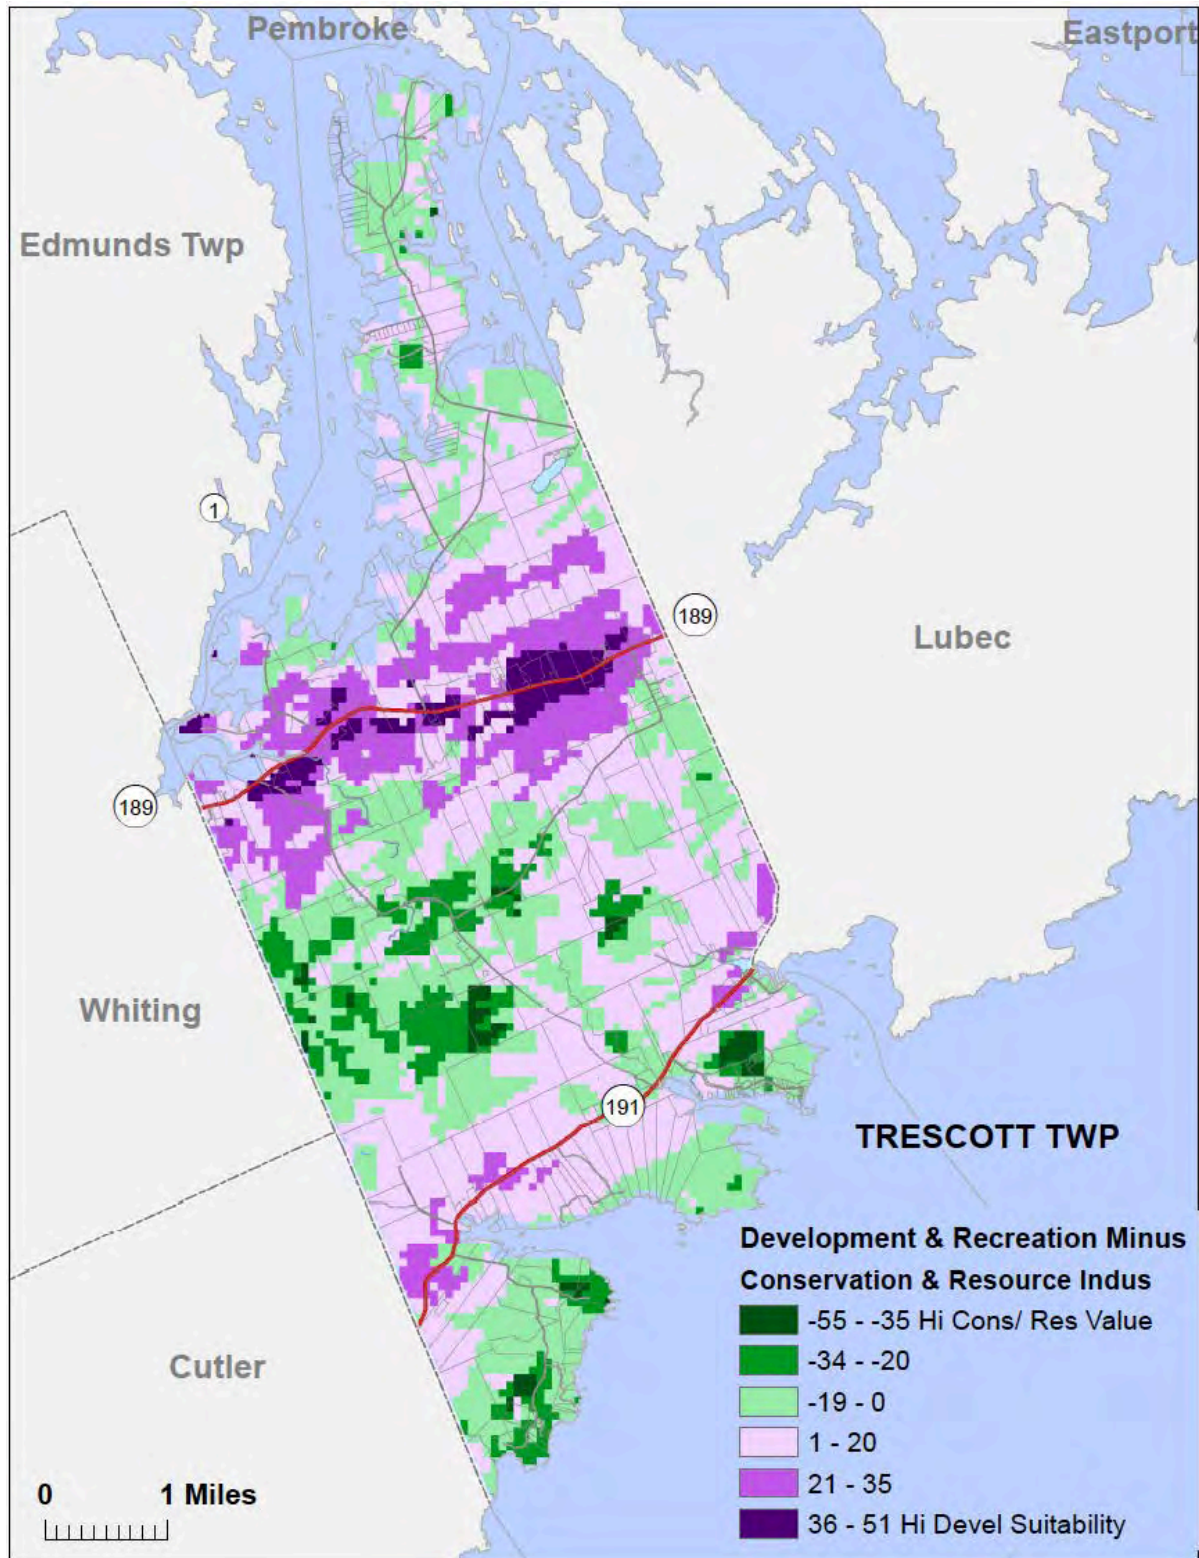 Pembroke
Eastport
Edmunds Twp
1
189
Lubec
189
Whiting
191
TRESCOTT TWP
Development & Recreation Minus
Conservation & Resource Indus
-55 - -35 Hi Cons/ Res Value
-34 - -20
-19 - 0
1 - 20
21 - 35
36 - 51 Hi Devel Suitability
Cutler
0 1 Miles